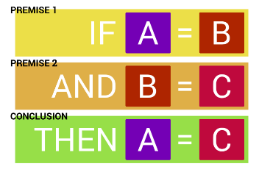 PREMISE 1
IF A = B
PREMISE 2
AND B = C
CONCLUSION
THEN A = C